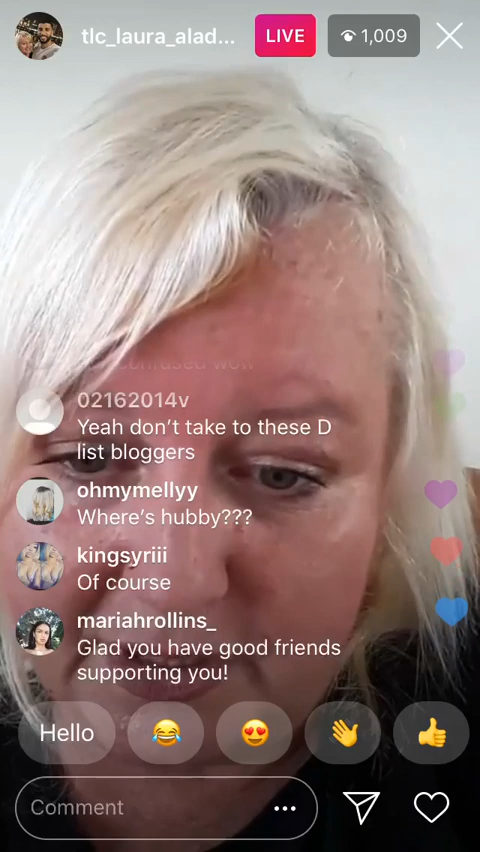 tlc_laura_alad...
LIVE
1,009
02162014v
Yeah don't take to these D
list bloggers
ohmymellyy
Where's hubby???
kingsyriii
Of course
mariahrollins_
Glad you have good friends
supporting you!
Hello
Comment